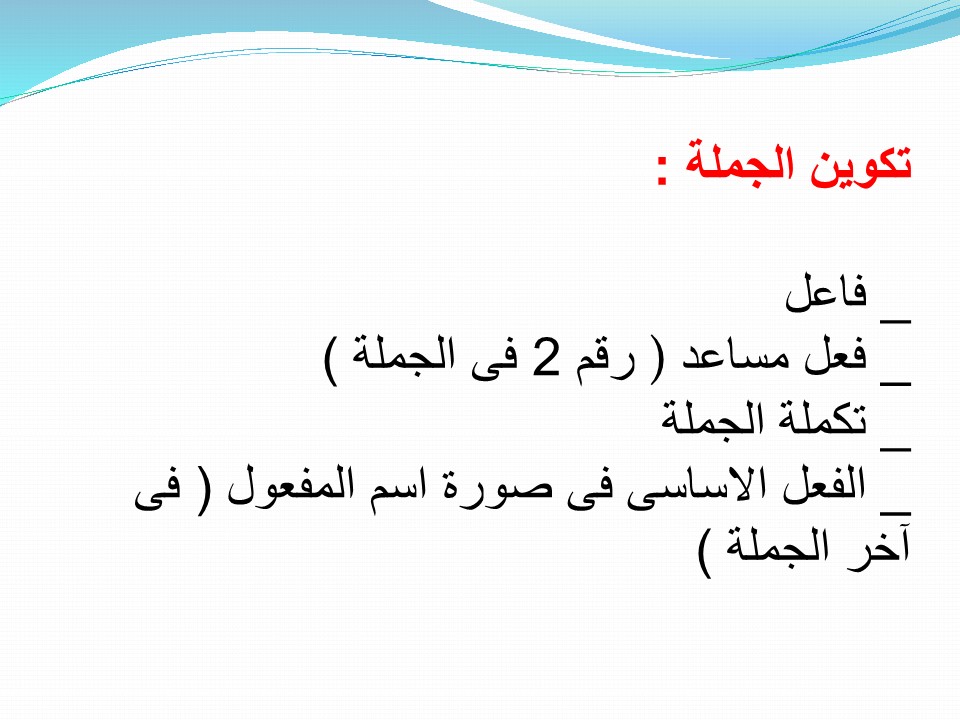 تكوين الجملة :
_ فاعل
_ فعل مساعد ( رقم 2 فى الجملة )
_ تكملة الجملة
_ الفعل الاساسى فى صورة اسم المفعول ( فى
آخر الجملة )